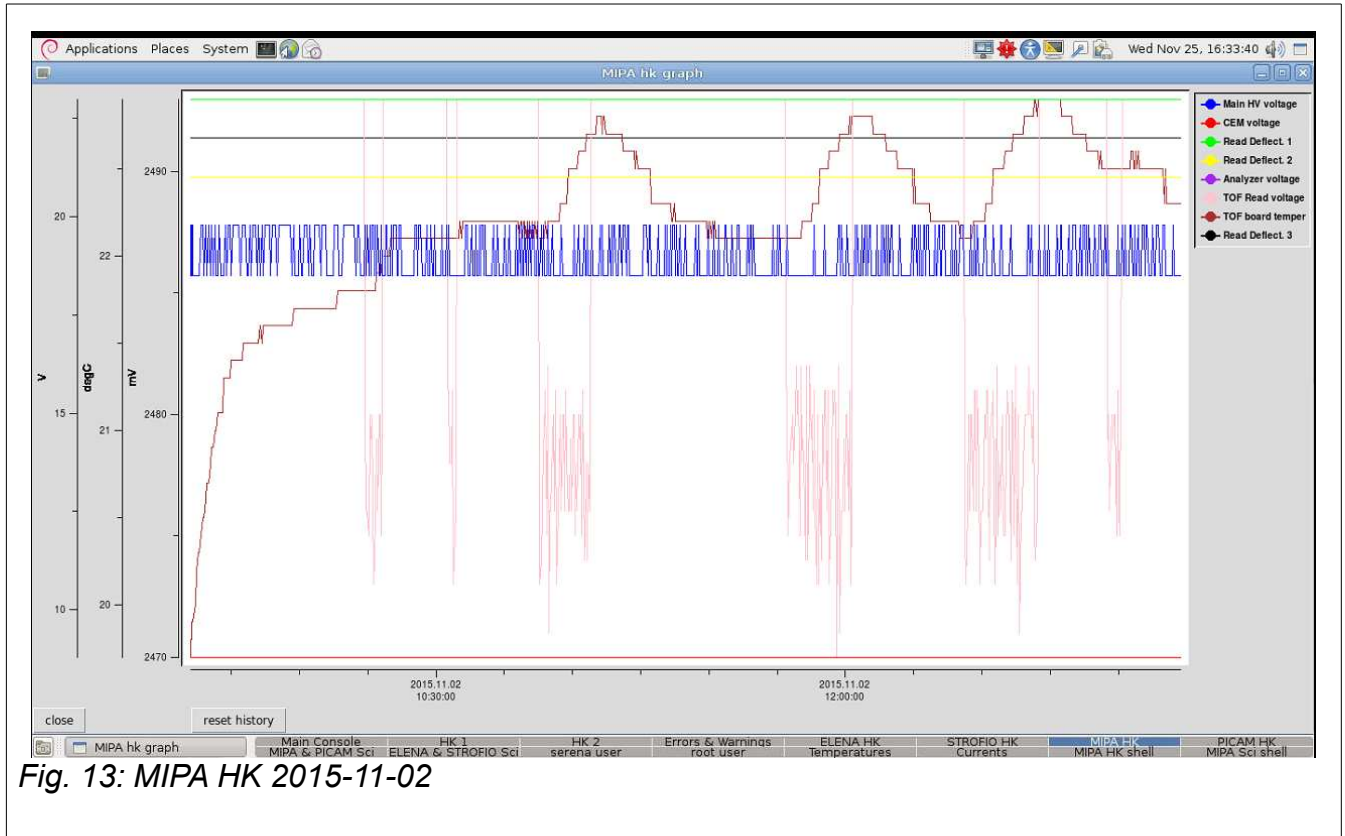 Applications Places System Wed Nov 25, 16:33:40
MIPA hk graph
Main HV voltage
CEM voltage
Read Deflect. 1
Read Deflect. 2
Analyzer voltage
TOF Read voltage
TOF board temper
Read Deflect. 3
V
20
15
10
degC
22
21
20
mV
2490
2480
2470
2015.11.02
10:30:00
2015.11.02
12:00:00
close reset history
MIPA hk graph
Main Console HK 1 HK 2 Errors & Warnings ELENA HK STROFIO HK MIPA HK PICAM HK
MIPA & PICAM Sci ELENA & STROFIO Sci serena user root user Temperatures Currents MIPA HK shell MIPA Sci shell
Fig. 13: MIPA HK 2015-11-02